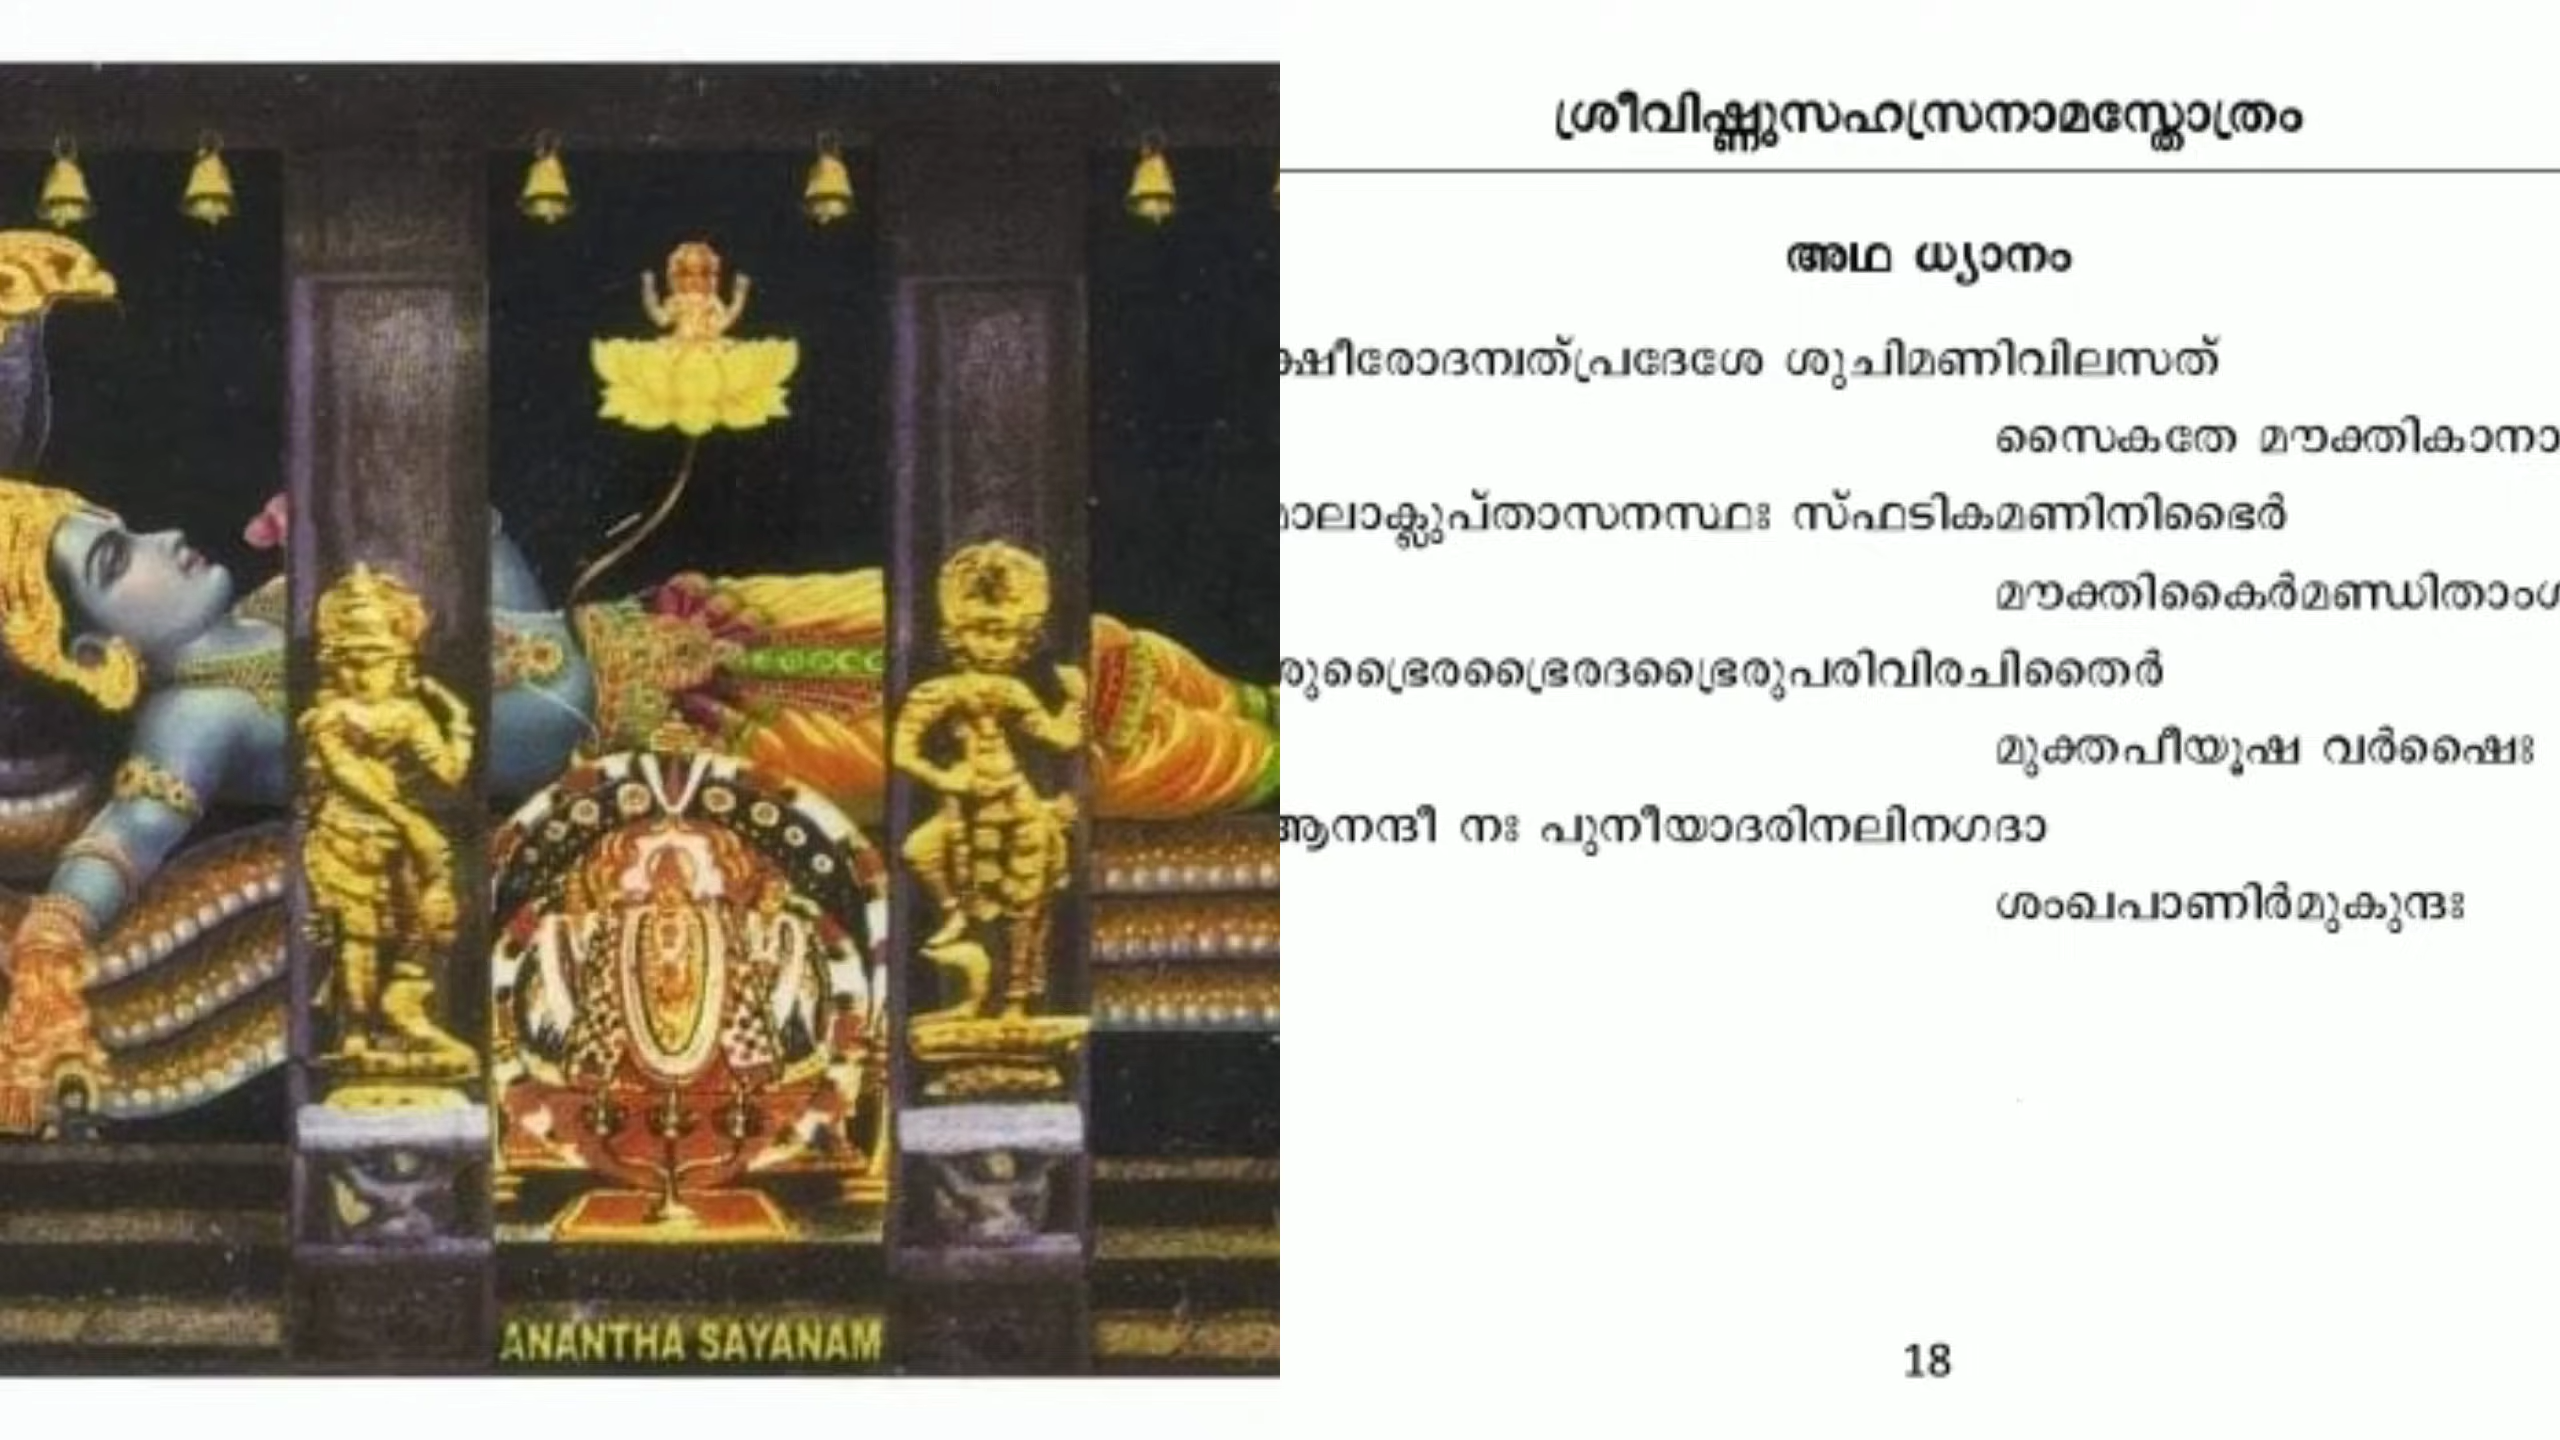 ANANTHA SAYANAM
ശ്രീവിഷ്ണുസഹസ്രനാമസ്തോത്രം
അഥ ധ്യാനം
ക്ഷീരോദന്വത്പ്രദേശേ ശുചിമണിവിലസത്
സൈകതേ മൗക്തികാനാ
മാലാക്ലുപ്താസനസ്ഥഃ സ്ഫടികമണിനിഭൈർ
മൗക്തികൈർമണ്ഡിതാംഗ
ശുഭ്രൈരഭ്രൈരദഭ്രൈരുപരിവിരചിതൈർ
മുക്തപീയൂഷ വർഷൈഃ
ആനന്ദീ നഃ പുനീയാദരിനലിനഗദാ
ശംഖപാണിർമുകുന്ദഃ
18